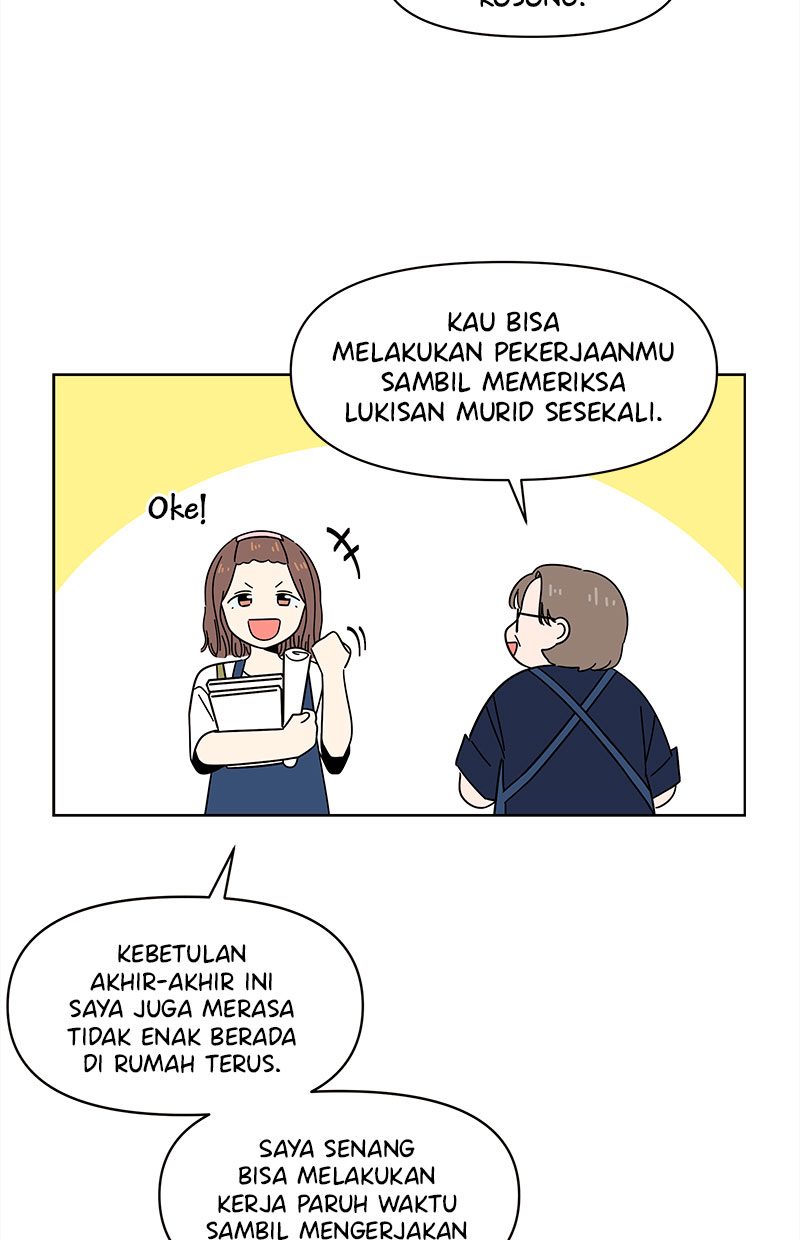 KOSONG.
KAU BISA
MELAKUKAN PEKERJAANMU
SAMBIL MEMERIKSA
LUKISAN MURID SESEKALI.
Oke!
KEBETULAN
AKHIR-AKHIR INI
SAYA JUGA MERASA
TIDAK ENAK BERADA
DI RUMAH TERUS.
SAYA SENANG
BISA MELAKUKAN
KERJA PARUH WAKTU
SAMBIL MENGERJAKAN